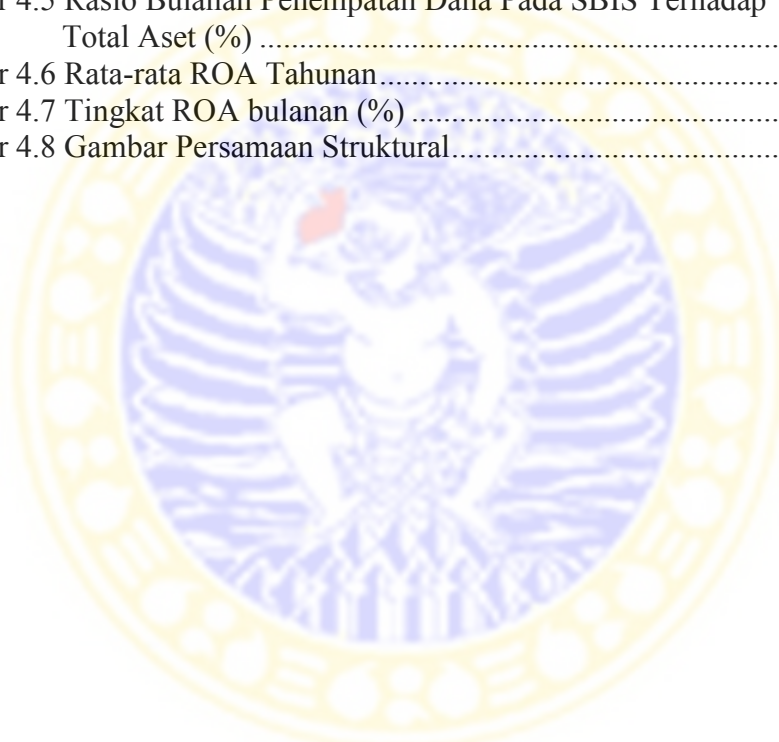 r 4.5 Rasio Bulanan Penempatan Dana Pada SBIS Terhadap
Total Aset (%) ....................................................................................
r 4.6 Rata-rata ROA Tahunan.................................................................
r 4.7 Tingkat ROA bulanan (%) ............................................................
r 4.8 Gambar Persamaan Struktural......................................................